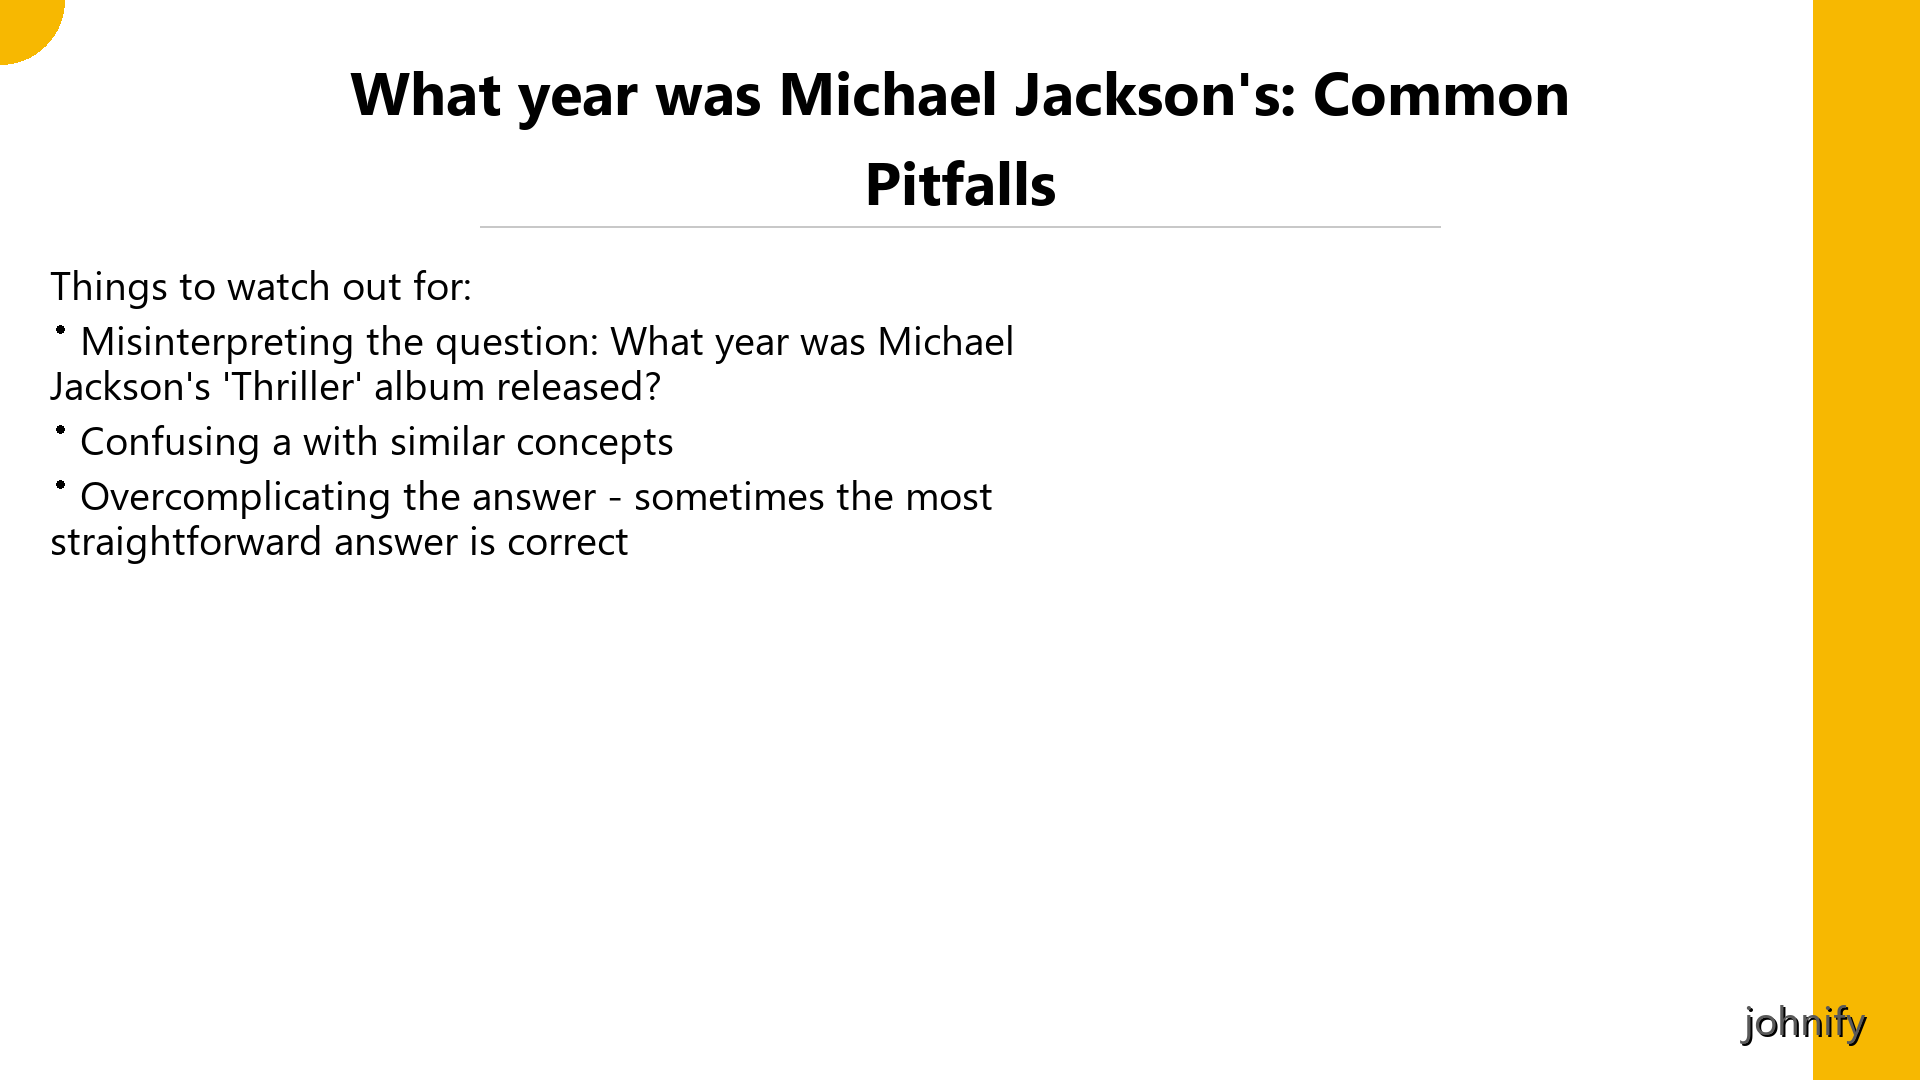 What year was Michael Jackson's: Common
Pitfalls
Things to watch out for:
• Misinterpreting the question: What year was Michael
Jackson's 'Thriller' album released?
• Confusing a with similar concepts
• Overcomplicating the answer - sometimes the most
straightforward answer is correct
johnify